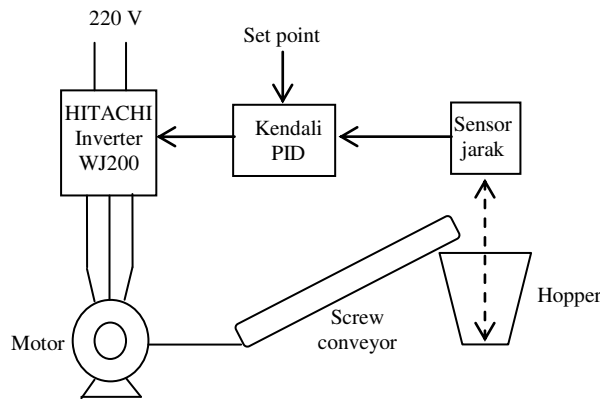 220 V
Set point
HITACHI
Inverter
WJ200
Kendali
PID
Sensor
jarak
Hopper
Screw
conveyor
Motor